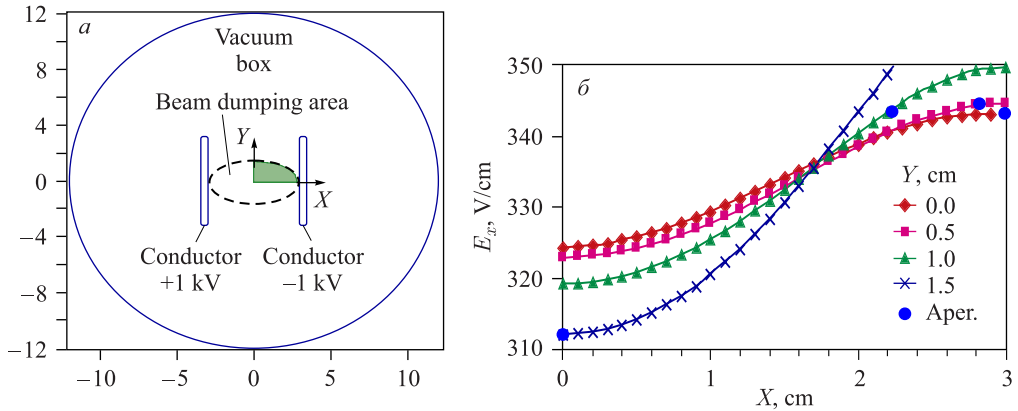 а
12
8
4
0
−4
−8
−12
−10
−5
0
5
10
Vacuum
box
Beam dumping area
Y
X
Conductor
+1 kV
Conductor
−1 kV
б
350
340
330
320
310
E_x, V/cm
0
1
2
3
X, cm
Y, cm
0.0
0.5
1.0
1.5
Aper.